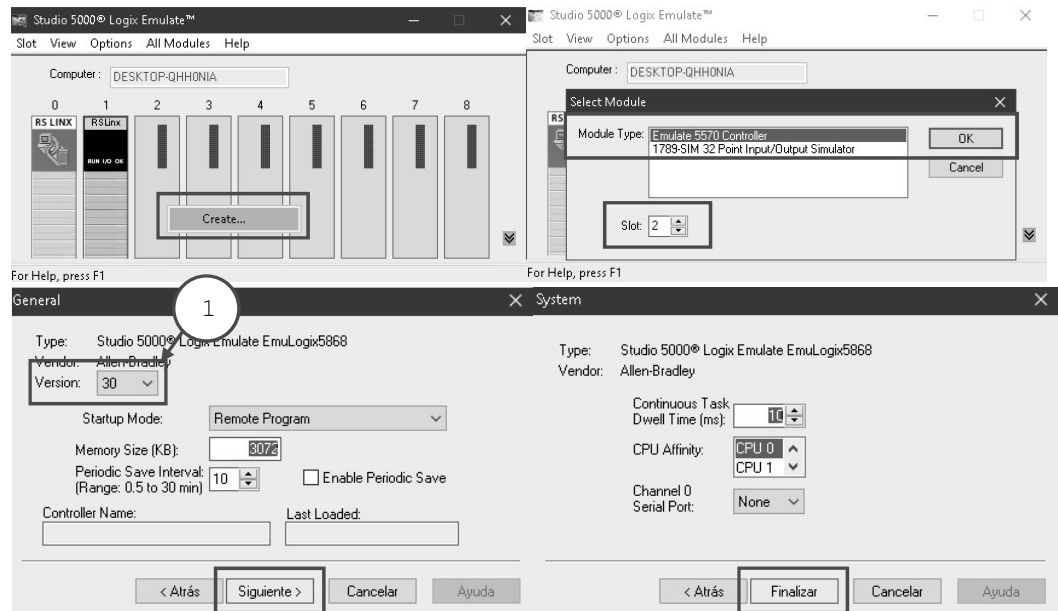 Studio 5000® Logix Emulate™
Slot View Options All Modules Help
Computer : DESKTOP-QHH0NIA
0 1 2 3 4 5 6 7 8
RS LINX RSLinx
RUN I/O OK
Create...
For Help, press F1
Studio 5000® Logix Emulate™
Slot View Options All Modules Help
Computer : DESKTOP-QHH0NIA
RS
Select Module
Module Type: Emulate 5570 Controller
1789-SIM 32 Point Input/Output Simulator
OK
Cancel
Slot: 2
For Help, press F1
General
1
Type: Studio 5000® Logix Emulate EmuLogix5868
Vendor: Allen-Bradley
Version: 30
Startup Mode: Remote Program
Memory Size (KB): 3072
Periodic Save Interval:
(Range: 0.5 to 30 min) 10 Enable Periodic Save
Controller Name: Last Loaded:
< Atrás Siguiente > Cancelar Ayuda
System
Type: Studio 5000® Logix Emulate EmuLogix5868
Vendor: Allen-Bradley
Continuous Task
Dwell Time (ms): 10
CPU Affinity: CPU 0
CPU 1
Channel 0
Serial Port: None
< Atrás Finalizar Cancelar Ayuda